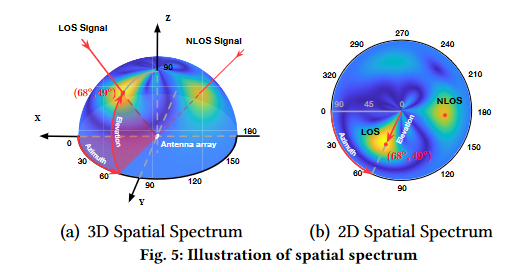 LOS Signal
Z
NLOS Signal
90
(68°, 49°)
X
0
Elevation
Antenna array
180
Azimuth
30
60
90
120
150
Y
270
290
240
320
210
0
90
45
0
NLOS
180
LOS
Elevation
Azimuth
30
(68°, 49°)
150
60
90
120
(a) 3D Spatial Spectrum
(b) 2D Spatial Spectrum
Fig. 5: Illustration of spatial spectrum